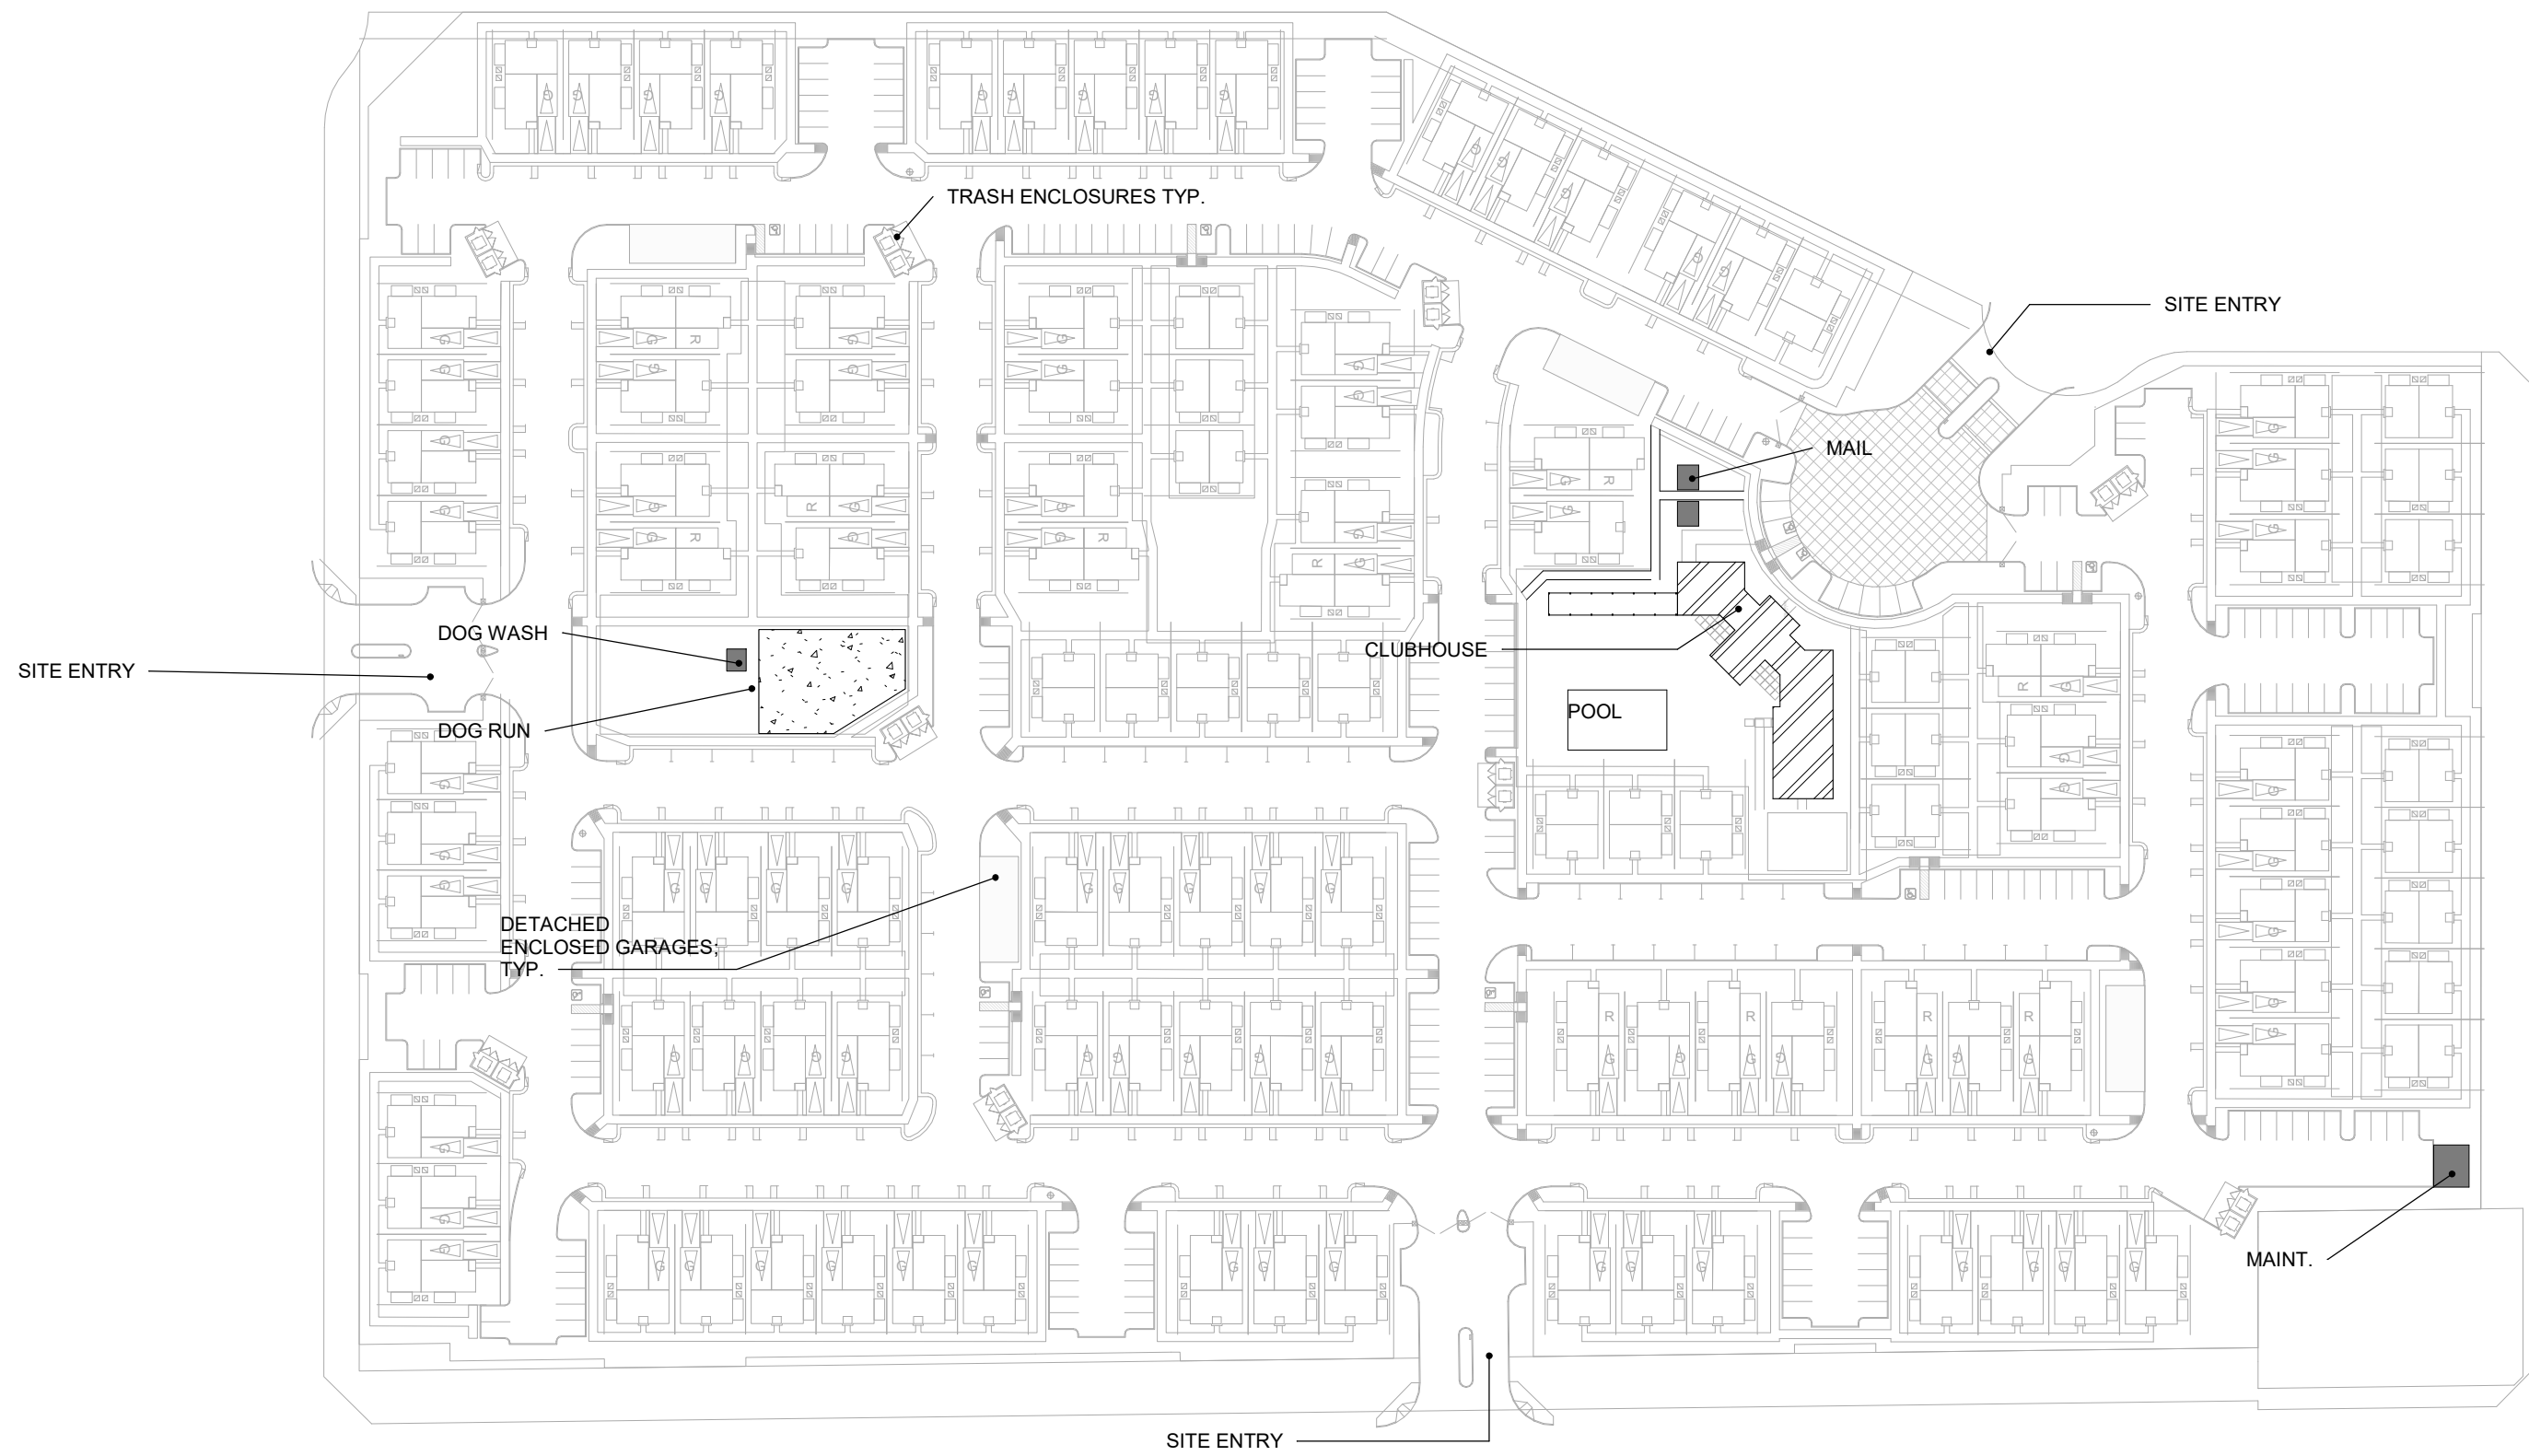 TRASH ENCLOSURES TYP.
SITE ENTRY
MAIL
DOG WASH
CLUBHOUSE
SITE ENTRY
POOL
DOG RUN
DETACHED
ENCLOSED GARAGES;
TYP.
MAINT.
SITE ENTRY